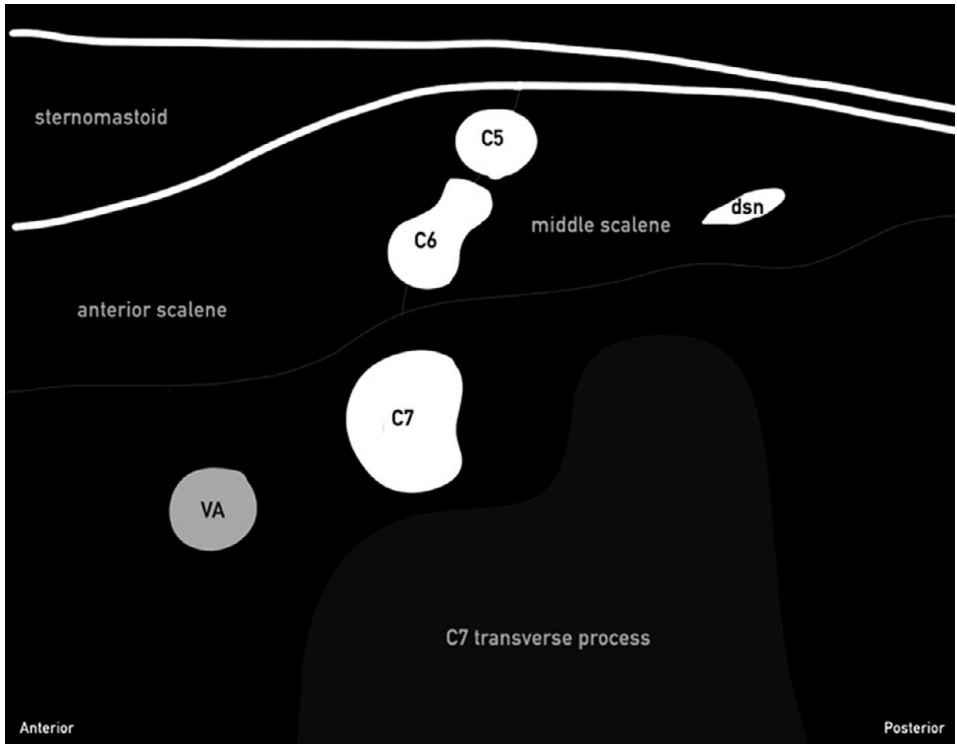 sternomastoid
C5
dsn
middle scalene
C6
anterior scalene
C7
VA
C7 transverse process
Anterior
Posterior